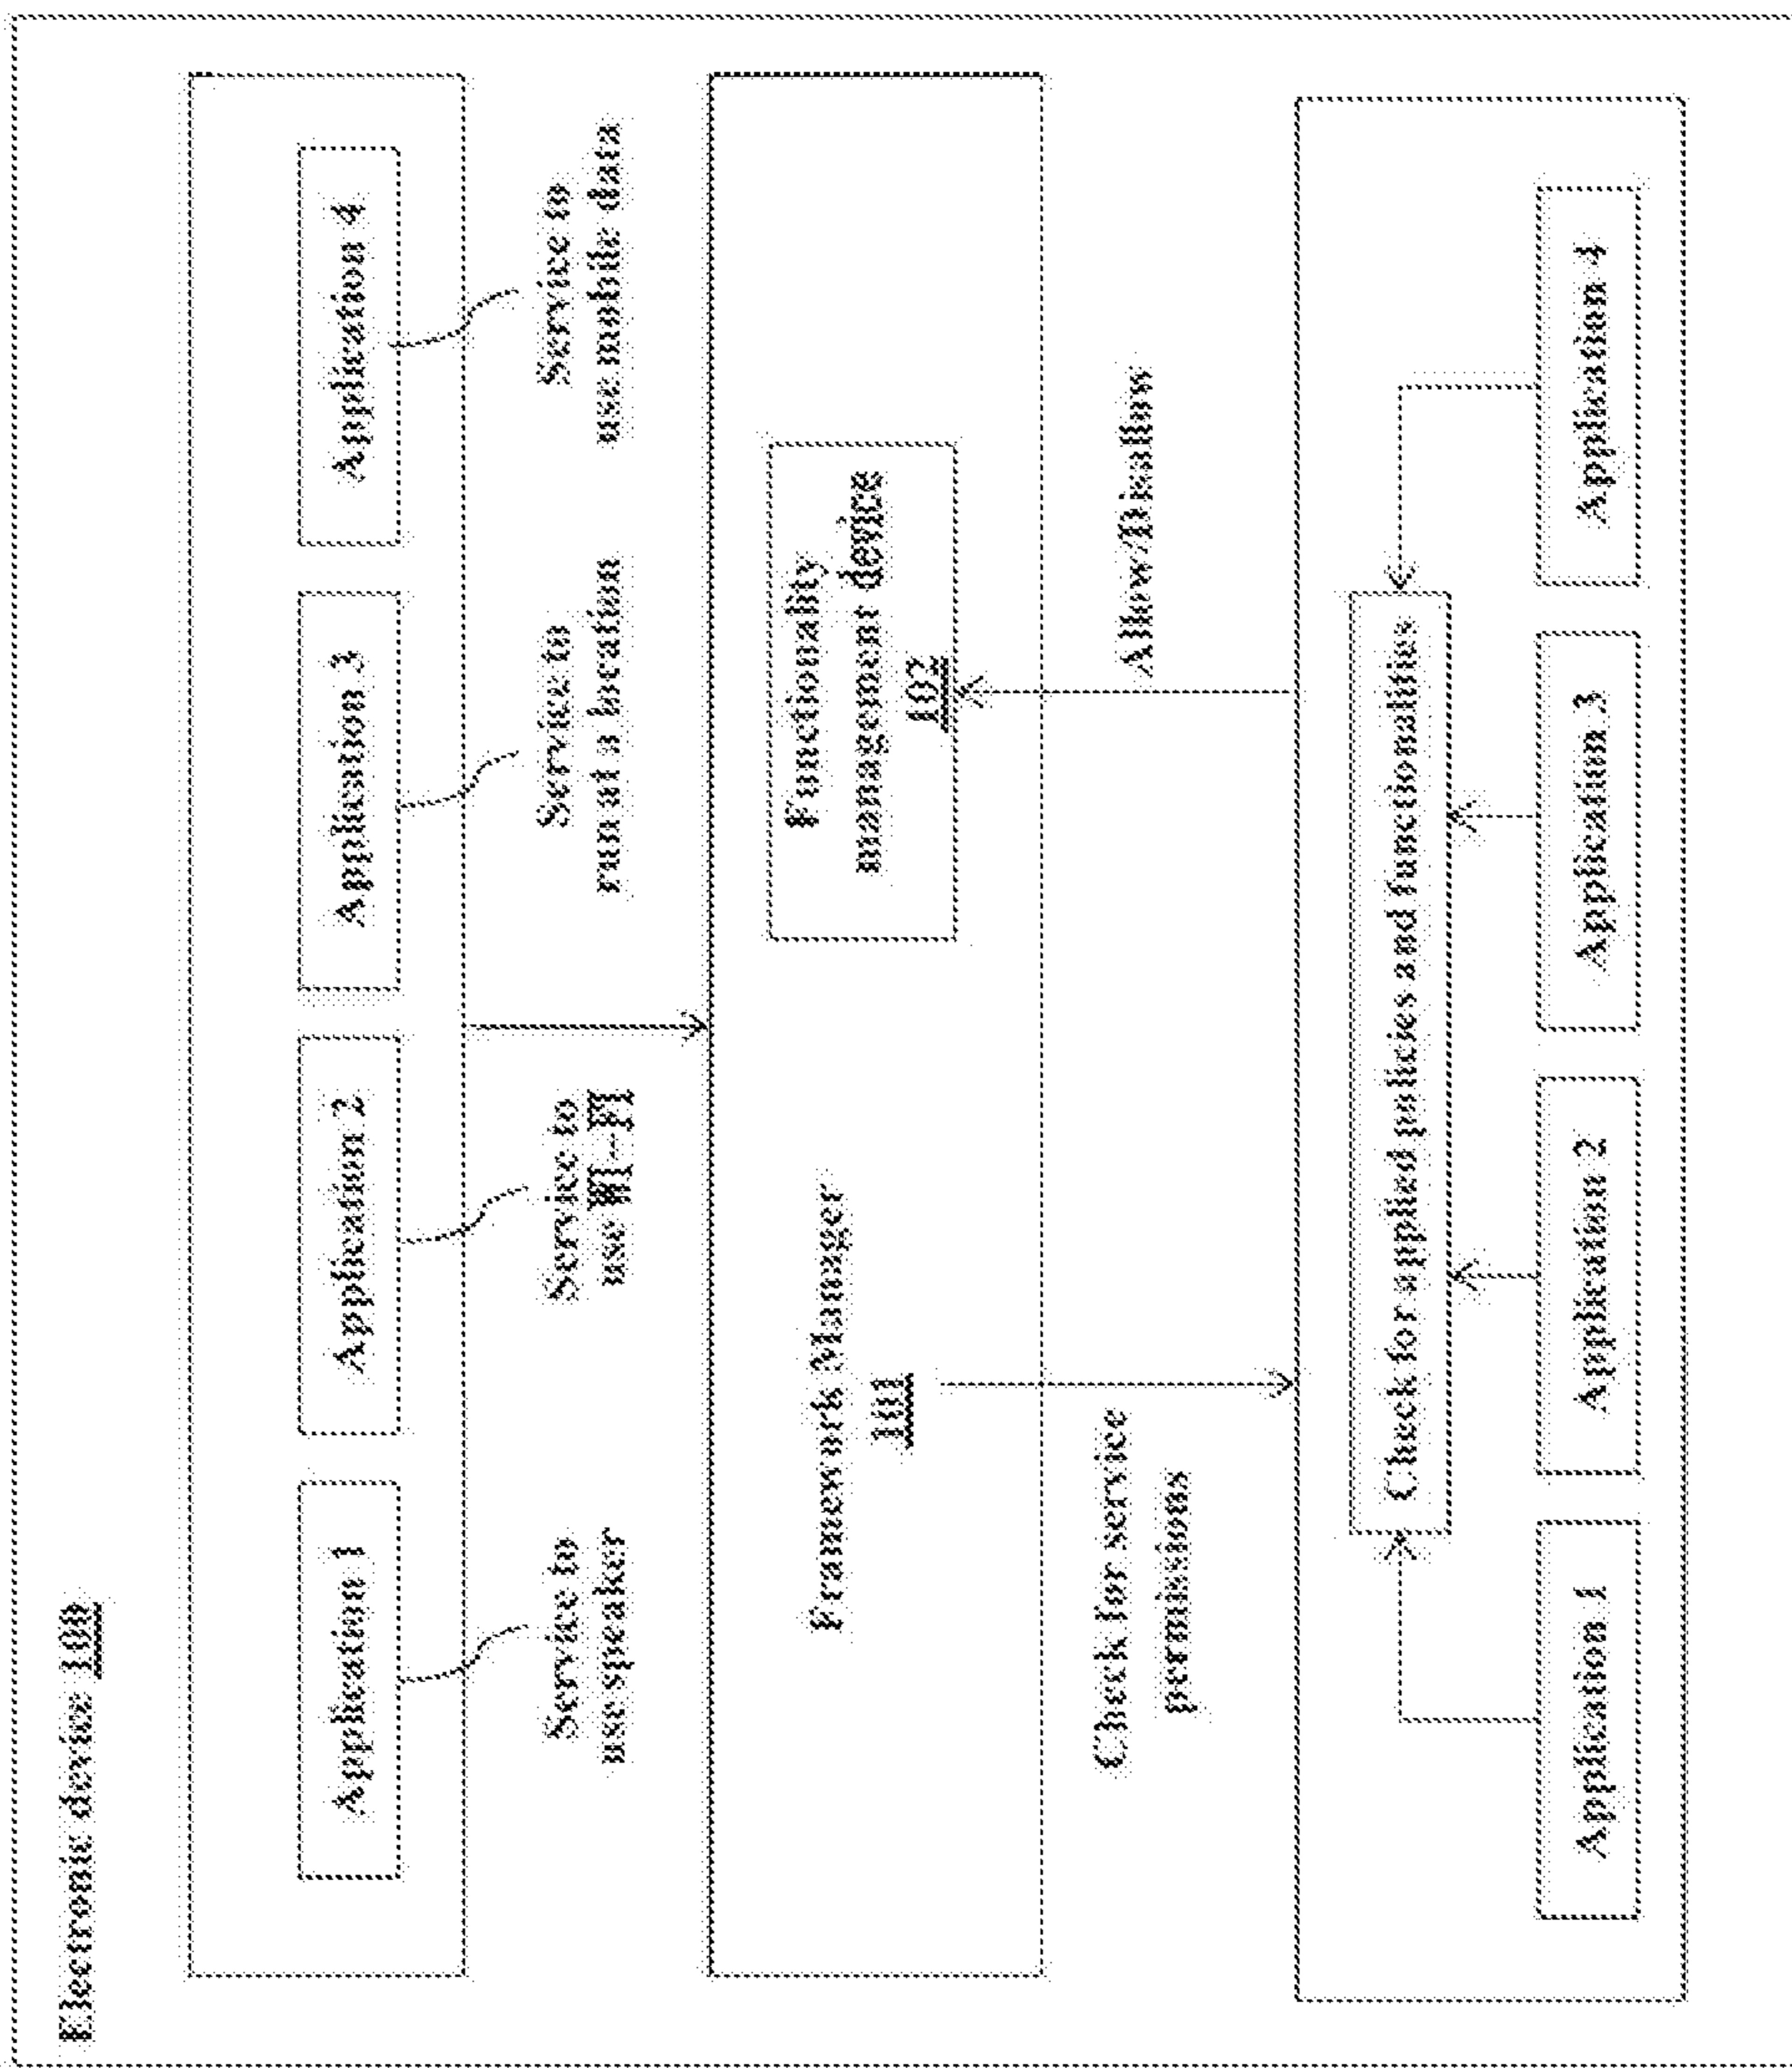 Electronic device 100
Application 1
Application 2
Application 3
Application 4
Service to
use speaker
Service to
use WI-FI
Service to
run at a location
Service to
use mobile data
Framework Manager
101
Functionality
management device
102
Check for service
permissions
Allow/Disallow
Check for applied policies and functionalities
Application 1
Application 2
Application 3
Application 4